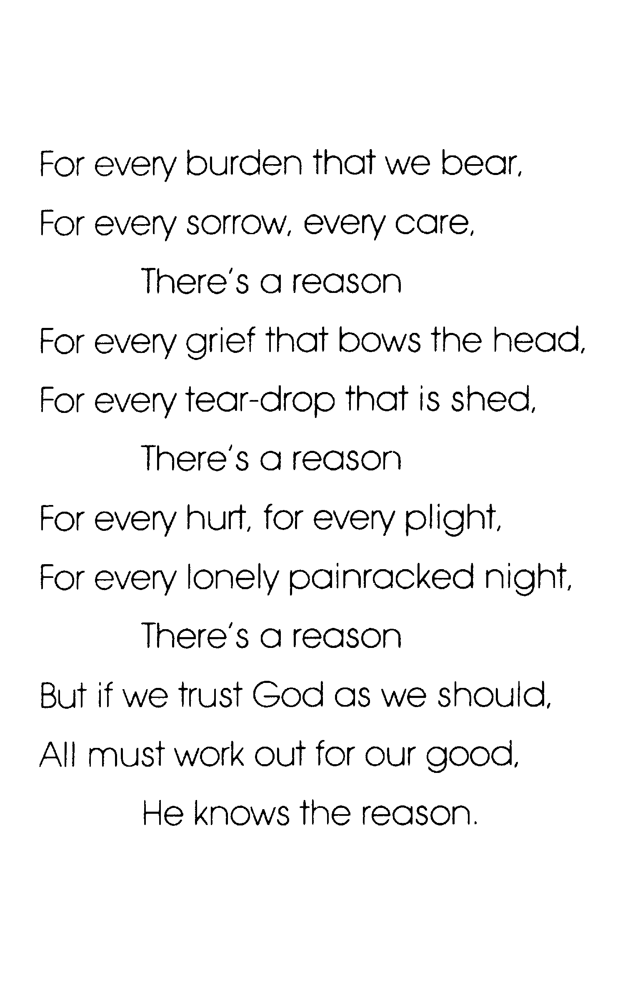 For every burden that we bear,
For every sorrow, every care,
There's a reason
For every grief that bows the head,
For every tear-drop that is shed,
There's a reason
For every hurt, for every plight,
For every lonely painracked night,
There's a reason
But if we trust God as we should,
All must work out for our good,
He knows the reason.